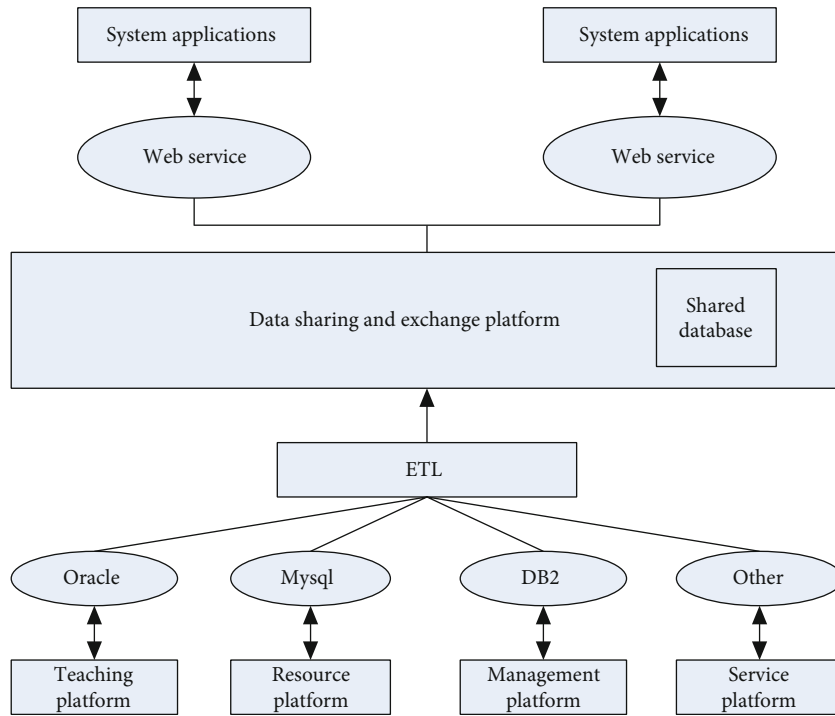 System applications
System applications
Web service
Web service
Data sharing and exchange platform
Shared
database
ETL
Oracle
Mysql
DB2
Other
Teaching
platform
Resource
platform
Management
platform
Service
platform